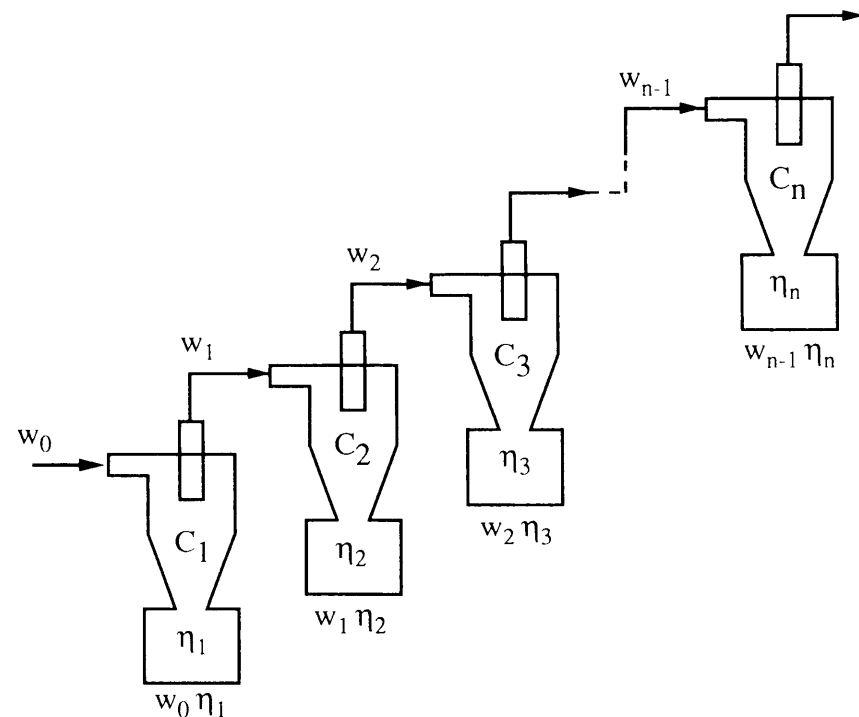 w₀
C₁
η₁
w₀ η₁
w₁
C₂
η₂
w₁ η₂
w₂
C₃
η₃
w₂ η₃
wₙ₋₁
Cₙ
ηₙ
wₙ₋₁ ηₙ